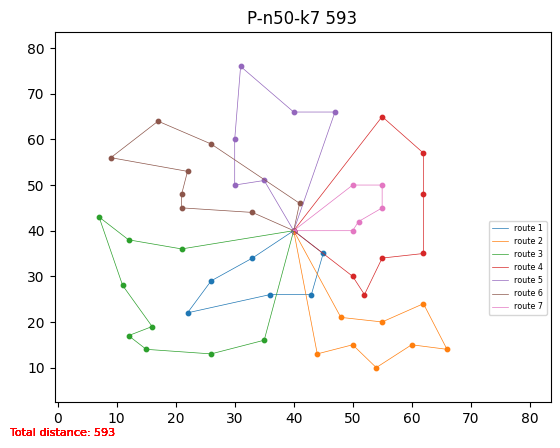 P-n50-k7 593
80
70
60
50
40
30
20
10
0 10 20 30 40 50 60 70 80
route 1
route 2
route 3
route 4
route 5
route 6
route 7
Total distance: 593